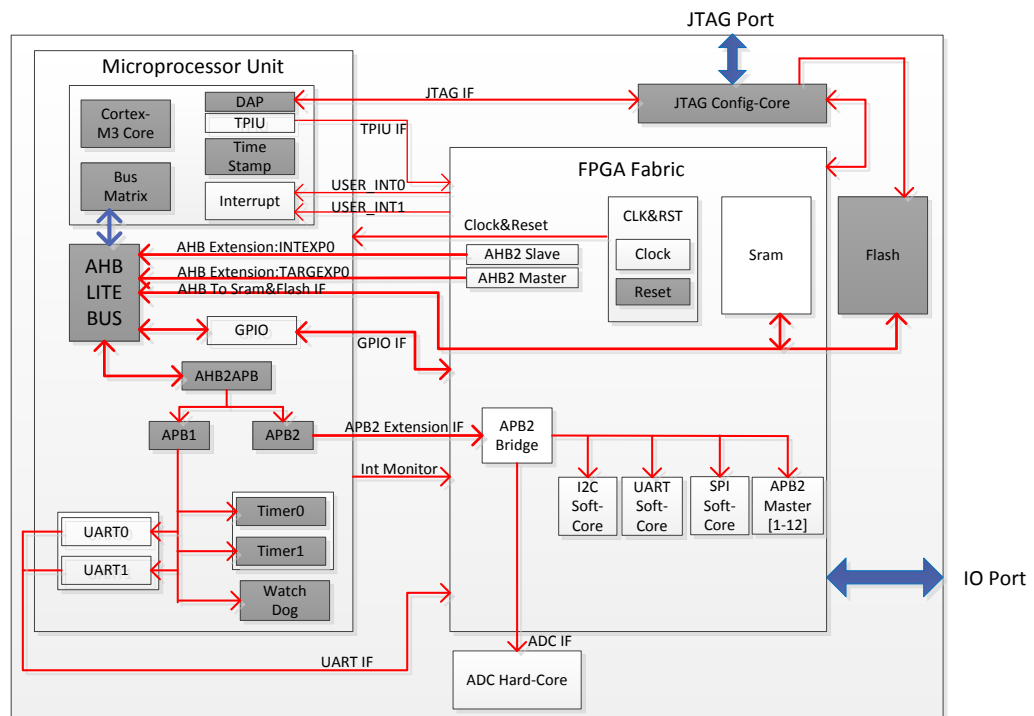 JTAG Port
Microprocessor Unit
DAP
TPIU
Cortex-
M3 Core
Time
Stamp
Bus
Matrix
Interrupt
JTAG IF
TPIU IF
JTAG Config-Core
FPGA Fabric
USER_INT0
USER_INT1
Clock&Reset
CLK&RST
Clock
Reset
Sram
Flash
AHB
LITE
BUS
AHB Extension:INTEXP0
AHB2 Slave
AHB Extension:TARGEXP0
AHB2 Master
AHB To Sram&Flash IF
GPIO
GPIO IF
AHB2APB
APB1
APB2
APB2 Extension IF
APB2
Bridge
Int Monitor
I2C
Soft-
Core
UART
Soft-
Core
SPI
Soft-
Core
APB2
Master
[1-12]
UART0
UART1
Timer0
Timer1
Watch
Dog
IO Port
UART IF
ADC IF
ADC Hard-Core